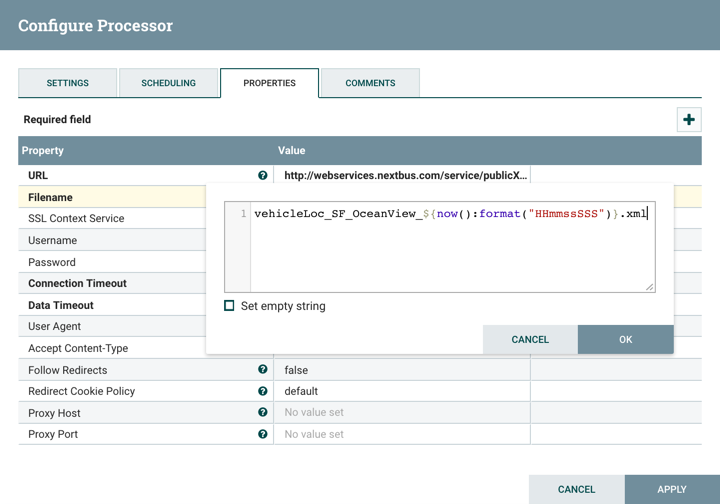 Configure Processor
SETTINGS
SCHEDULING
PROPERTIES
COMMENTS
Required field
Property Value
URL http://webservices.nextbus.com/service/publicX...
Filename
SSL Context Service
Username
Password
Connection Timeout
Data Timeout
User Agent
Accept Content-Type
1 vehicleLoc_SF_OceanView_${now():format("HHmmssSSS")}.xml
Set empty string
CANCEL OK
Follow Redirects false
Redirect Cookie Policy default
Proxy Host No value set
Proxy Port No value set
CANCEL APPLY